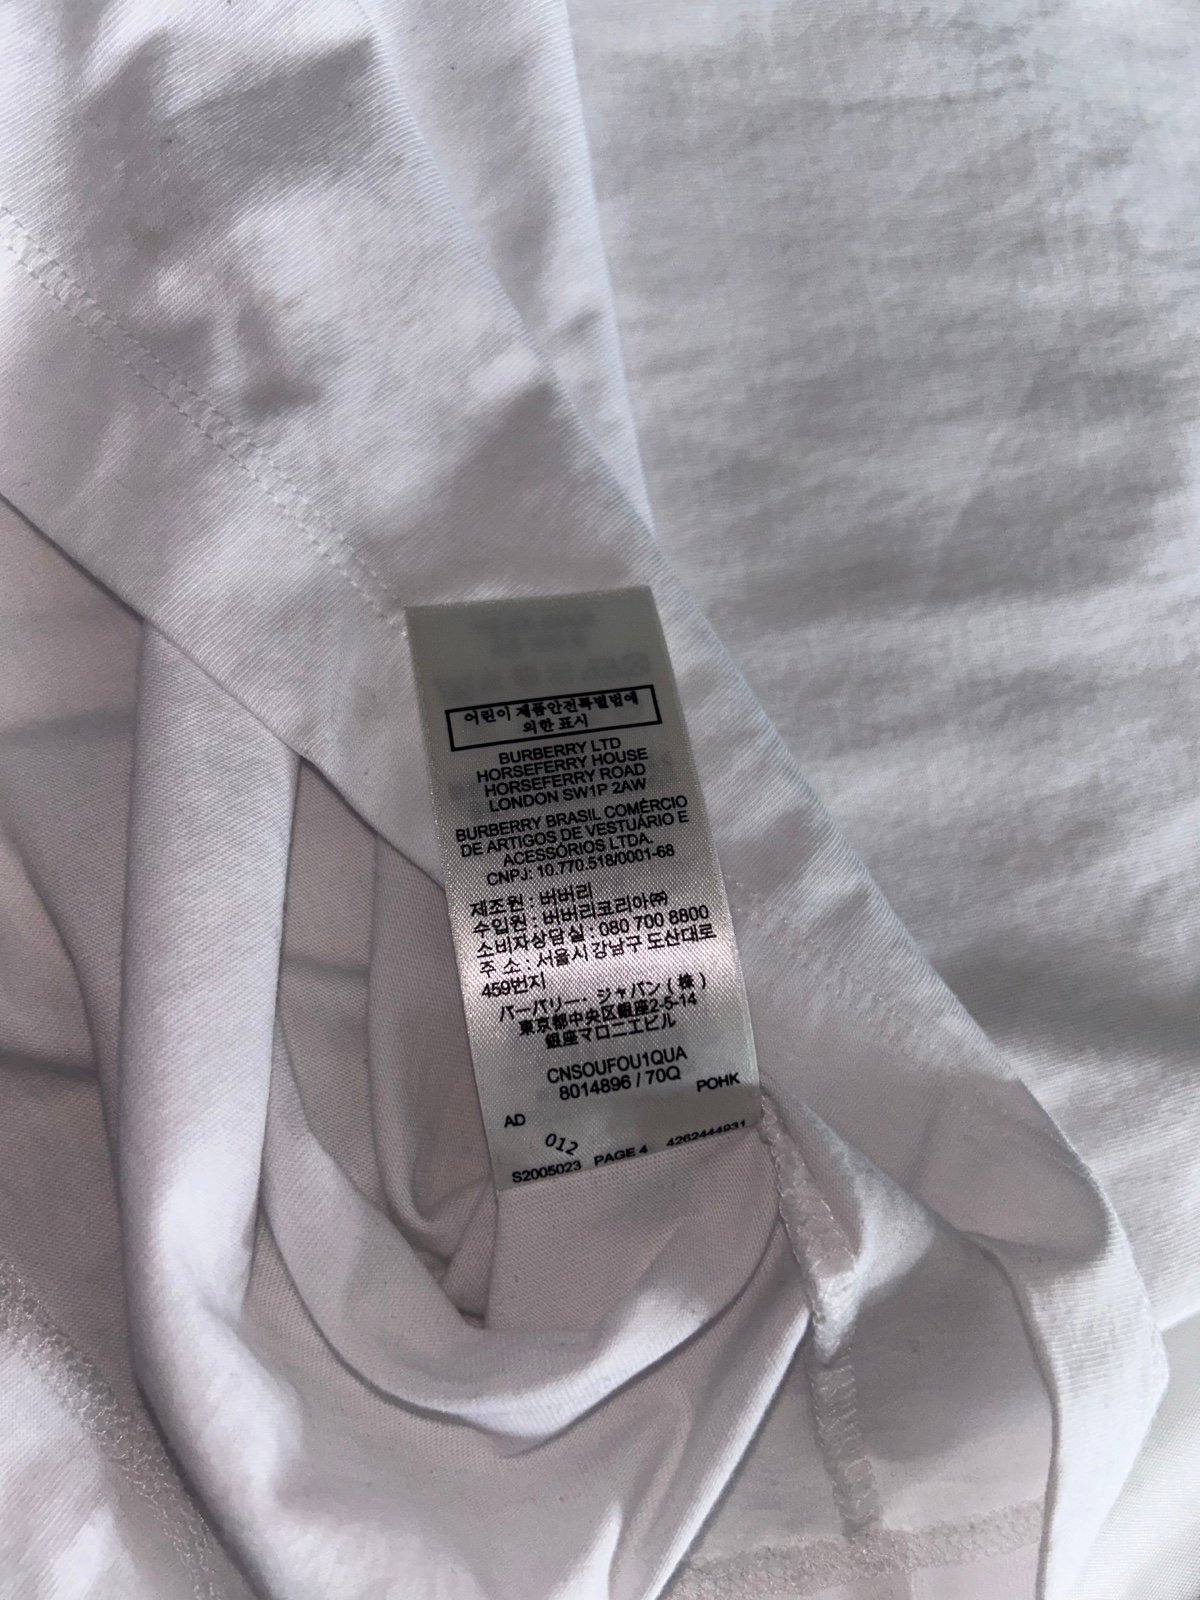 어린이 제품안전특별법에
의한 표시
BURBERRY LTD
HORSEFERRY HOUSE
HORSEFERRY ROAD
LONDON SW1P 2AW
BURBERRY BRASIL COMÉRCIO
DE ARTIGOS DE VESTUÁRIO E
ACESSÓRIOS LTDA.
CNPJ: 10.770.518/0001-68
제조원 : 버버리
수입원 : 버버리코리아㈜
소비자상담실 : 080 700 8800
주 소 : 서울시 강남구 도산대로
459번지
バーバリー・ジャパン（株）
東京都中央区銀座2-5-14
銀座マロニエビル
CNSOUFOU1QUA
8014896 / 70Q
AD POHK
012
S2005023 PAGE 4 4262444931